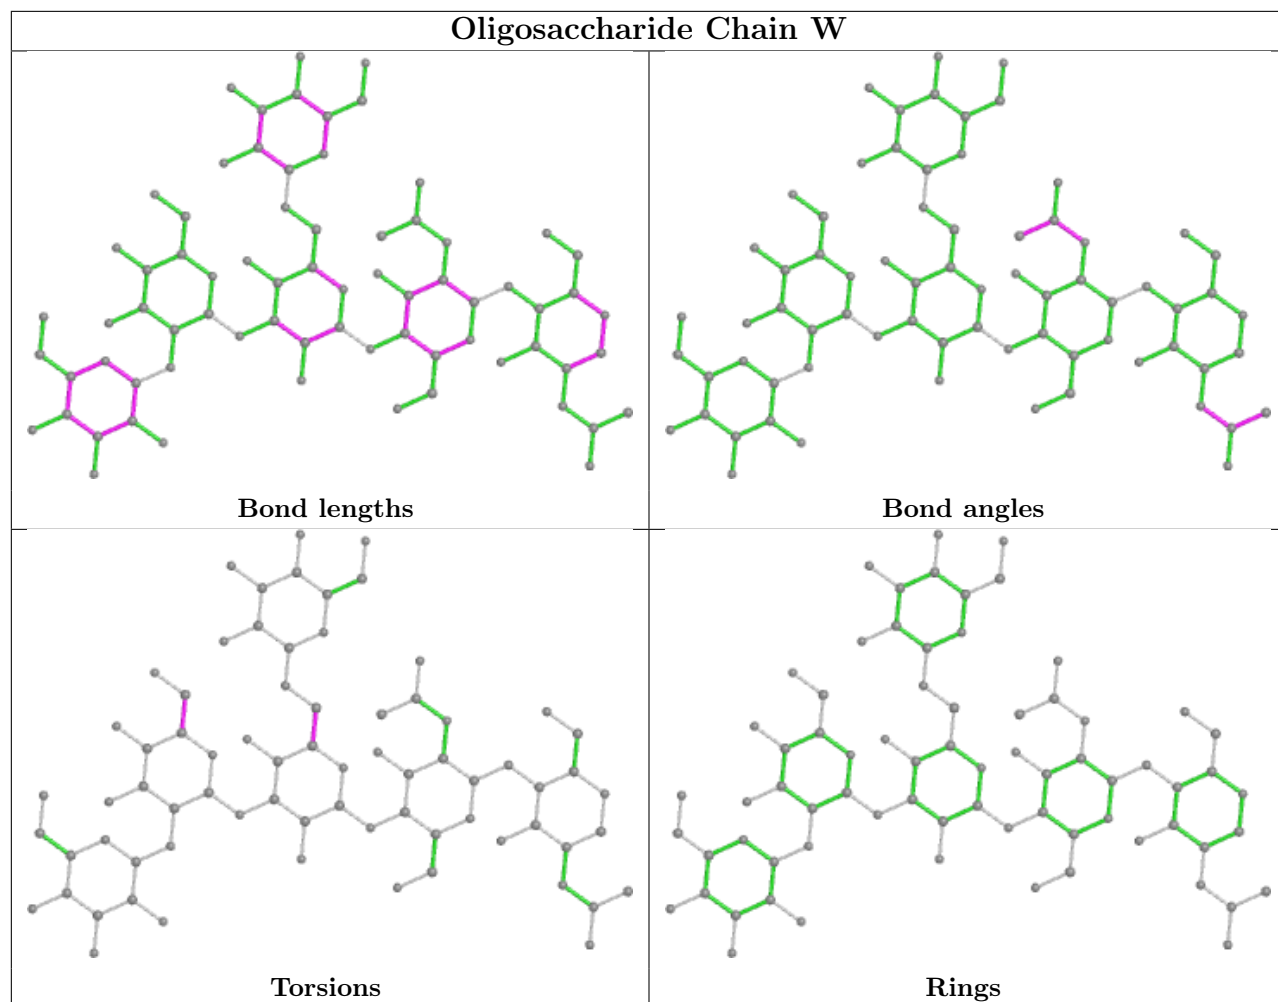 Oligosaccharide Chain W
Bond lengths
Bond angles
Torsions
Rings